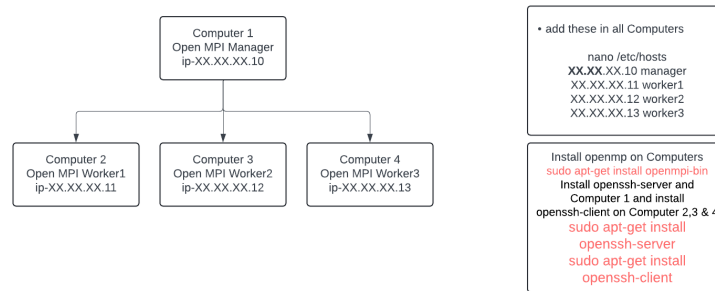 Computer 1
Open MPI Manager
ip-XX.XX.XX.10
Computer 2
Open MPI Worker1
ip-XX.XX.XX.11
Computer 3
Open MPI Worker2
ip-XX.XX.XX.12
Computer 4
Open MPI Worker3
ip-XX.XX.XX.13
• add these in all Computers
nano /etc/hosts
XX.XX.XX.10 manager
XX.XX.XX.11 worker1
XX.XX.XX.12 worker2
XX.XX.XX.13 worker3
Install openmp on Computers
sudo apt-get install openmpi-bin
Install openssh-server and
Computer 1 and install
openssh-client on Computer 2,3 & 4
sudo apt-get install
openssh-server
sudo apt-get install
openssh-client